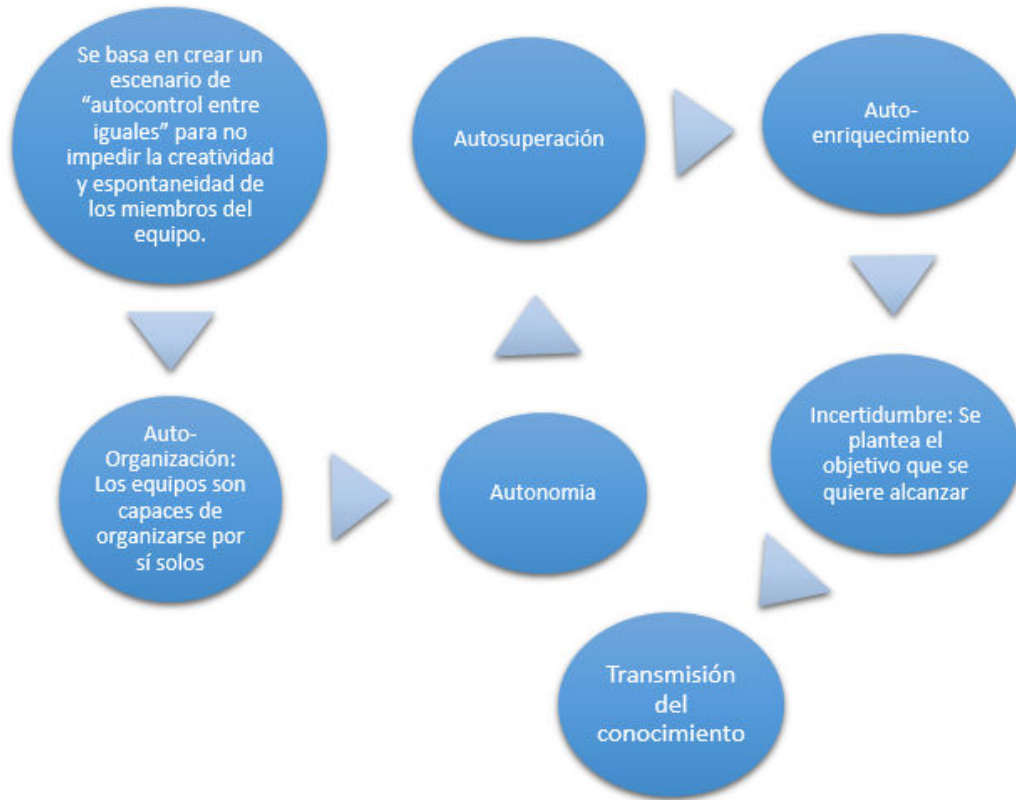 Se basa en crear un
escenario de
“autocontrol entre
iguales” para no
impedir la creatividad
y espontaneidad de
los miembros del
equipo.
Auto-
Organización:
Los equipos son
capaces de
organizarse por
sí solos
Autonomia
Autosuperación
Auto-
enriquecimiento
Incertidumbre: Se
plantea el
objetivo que se
quiere alcanzar
Transmisión
del
conocimiento